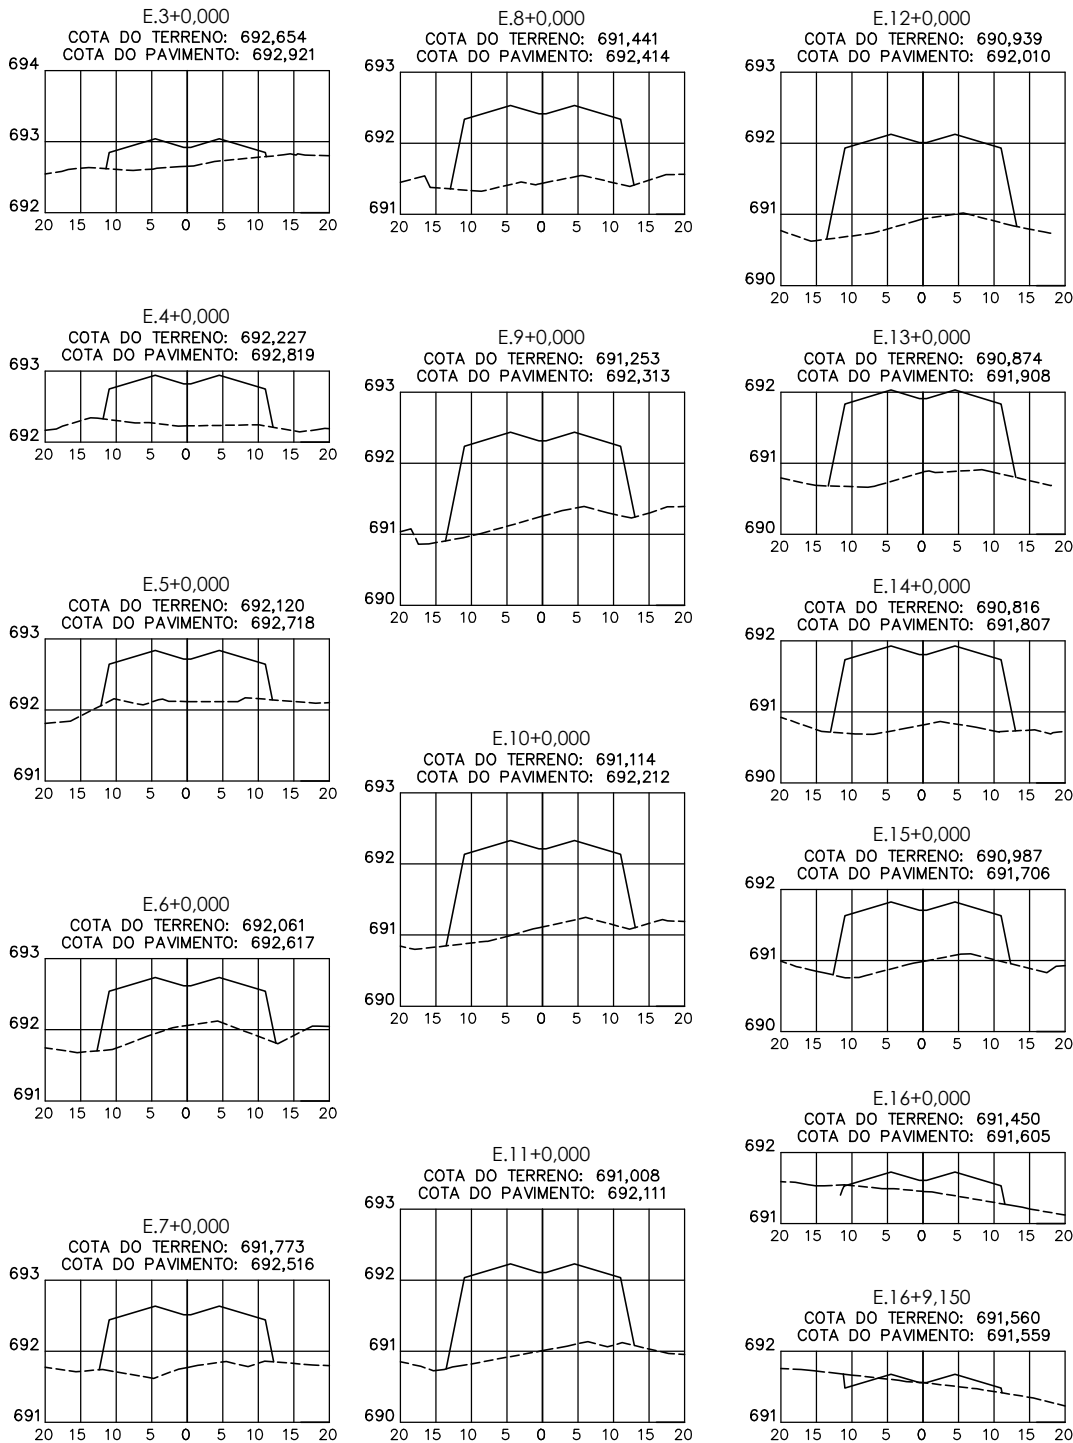 E.3+0,000
COTA DO TERRENO: 692,654
COTA DO PAVIMENTO: 692,921
694
693
692
20 15 10 5 0 5 10 15 20
E.4+0,000
COTA DO TERRENO: 692,227
COTA DO PAVIMENTO: 692,819
693
692
20 15 10 5 0 5 10 15 20
E.5+0,000
COTA DO TERRENO: 692,120
COTA DO PAVIMENTO: 692,718
693
692
691
20 15 10 5 0 5 10 15 20
E.6+0,000
COTA DO TERRENO: 692,061
COTA DO PAVIMENTO: 692,617
693
692
691
20 15 10 5 0 5 10 15 20
E.7+0,000
COTA DO TERRENO: 691,773
COTA DO PAVIMENTO: 692,516
693
692
691
20 15 10 5 0 5 10 15 20
E.8+0,000
COTA DO TERRENO: 691,441
COTA DO PAVIMENTO: 692,414
693
692
691
20 15 10 5 0 5 10 15 20
E.9+0,000
COTA DO TERRENO: 691,253
COTA DO PAVIMENTO: 692,313
693
692
691
690
20 15 10 5 0 5 10 15 20
E.10+0,000
COTA DO TERRENO: 691,114
COTA DO PAVIMENTO: 692,212
693
692
691
690
20 15 10 5 0 5 10 15 20
E.11+0,000
COTA DO TERRENO: 691,008
COTA DO PAVIMENTO: 692,111
693
692
691
690
20 15 10 5 0 5 10 15 20
E.12+0,000
COTA DO TERRENO: 690,939
COTA DO PAVIMENTO: 692,010
693
692
691
690
20 15 10 5 0 5 10 15 20
E.13+0,000
COTA DO TERRENO: 690,874
COTA DO PAVIMENTO: 691,908
692
691
690
20 15 10 5 0 5 10 15 20
E.14+0,000
COTA DO TERRENO: 690,816
COTA DO PAVIMENTO: 691,807
692
691
690
20 15 10 5 0 5 10 15 20
E.15+0,000
COTA DO TERRENO: 690,987
COTA DO PAVIMENTO: 691,706
692
691
690
20 15 10 5 0 5 10 15 20
E.16+0,000
COTA DO TERRENO: 691,450
COTA DO PAVIMENTO: 691,605
692
691
20 15 10 5 0 5 10 15 20
E.16+9,150
COTA DO TERRENO: 691,560
COTA DO PAVIMENTO: 691,559
692
691
20 15 10 5 0 5 10 15 20